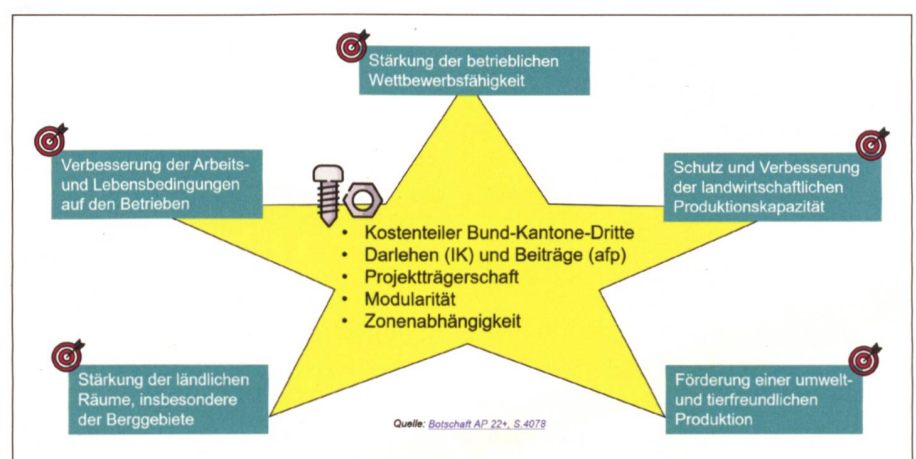 Stärkung der betrieblichen
Wettbewerbsfähigkeit
Verbesserung der Arbeits-
und Lebensbedingungen
auf den Betrieben
Schutz und Verbesserung
der landwirtschaftlichen
Produktionskapazität
• Kostenteiler Bund-Kantone-Dritte
• Darlehen (IK) und Beiträge (afp)
• Projektträgerschaft
• Modularität
• Zonenabhängigkeit
Stärkung der ländlichen
Räume, insbesondere
der Berggebiete
Förderung einer umwelt-
und tierfreundlichen
Produktion
Quelle: Botschaft AP 22+, S.4078